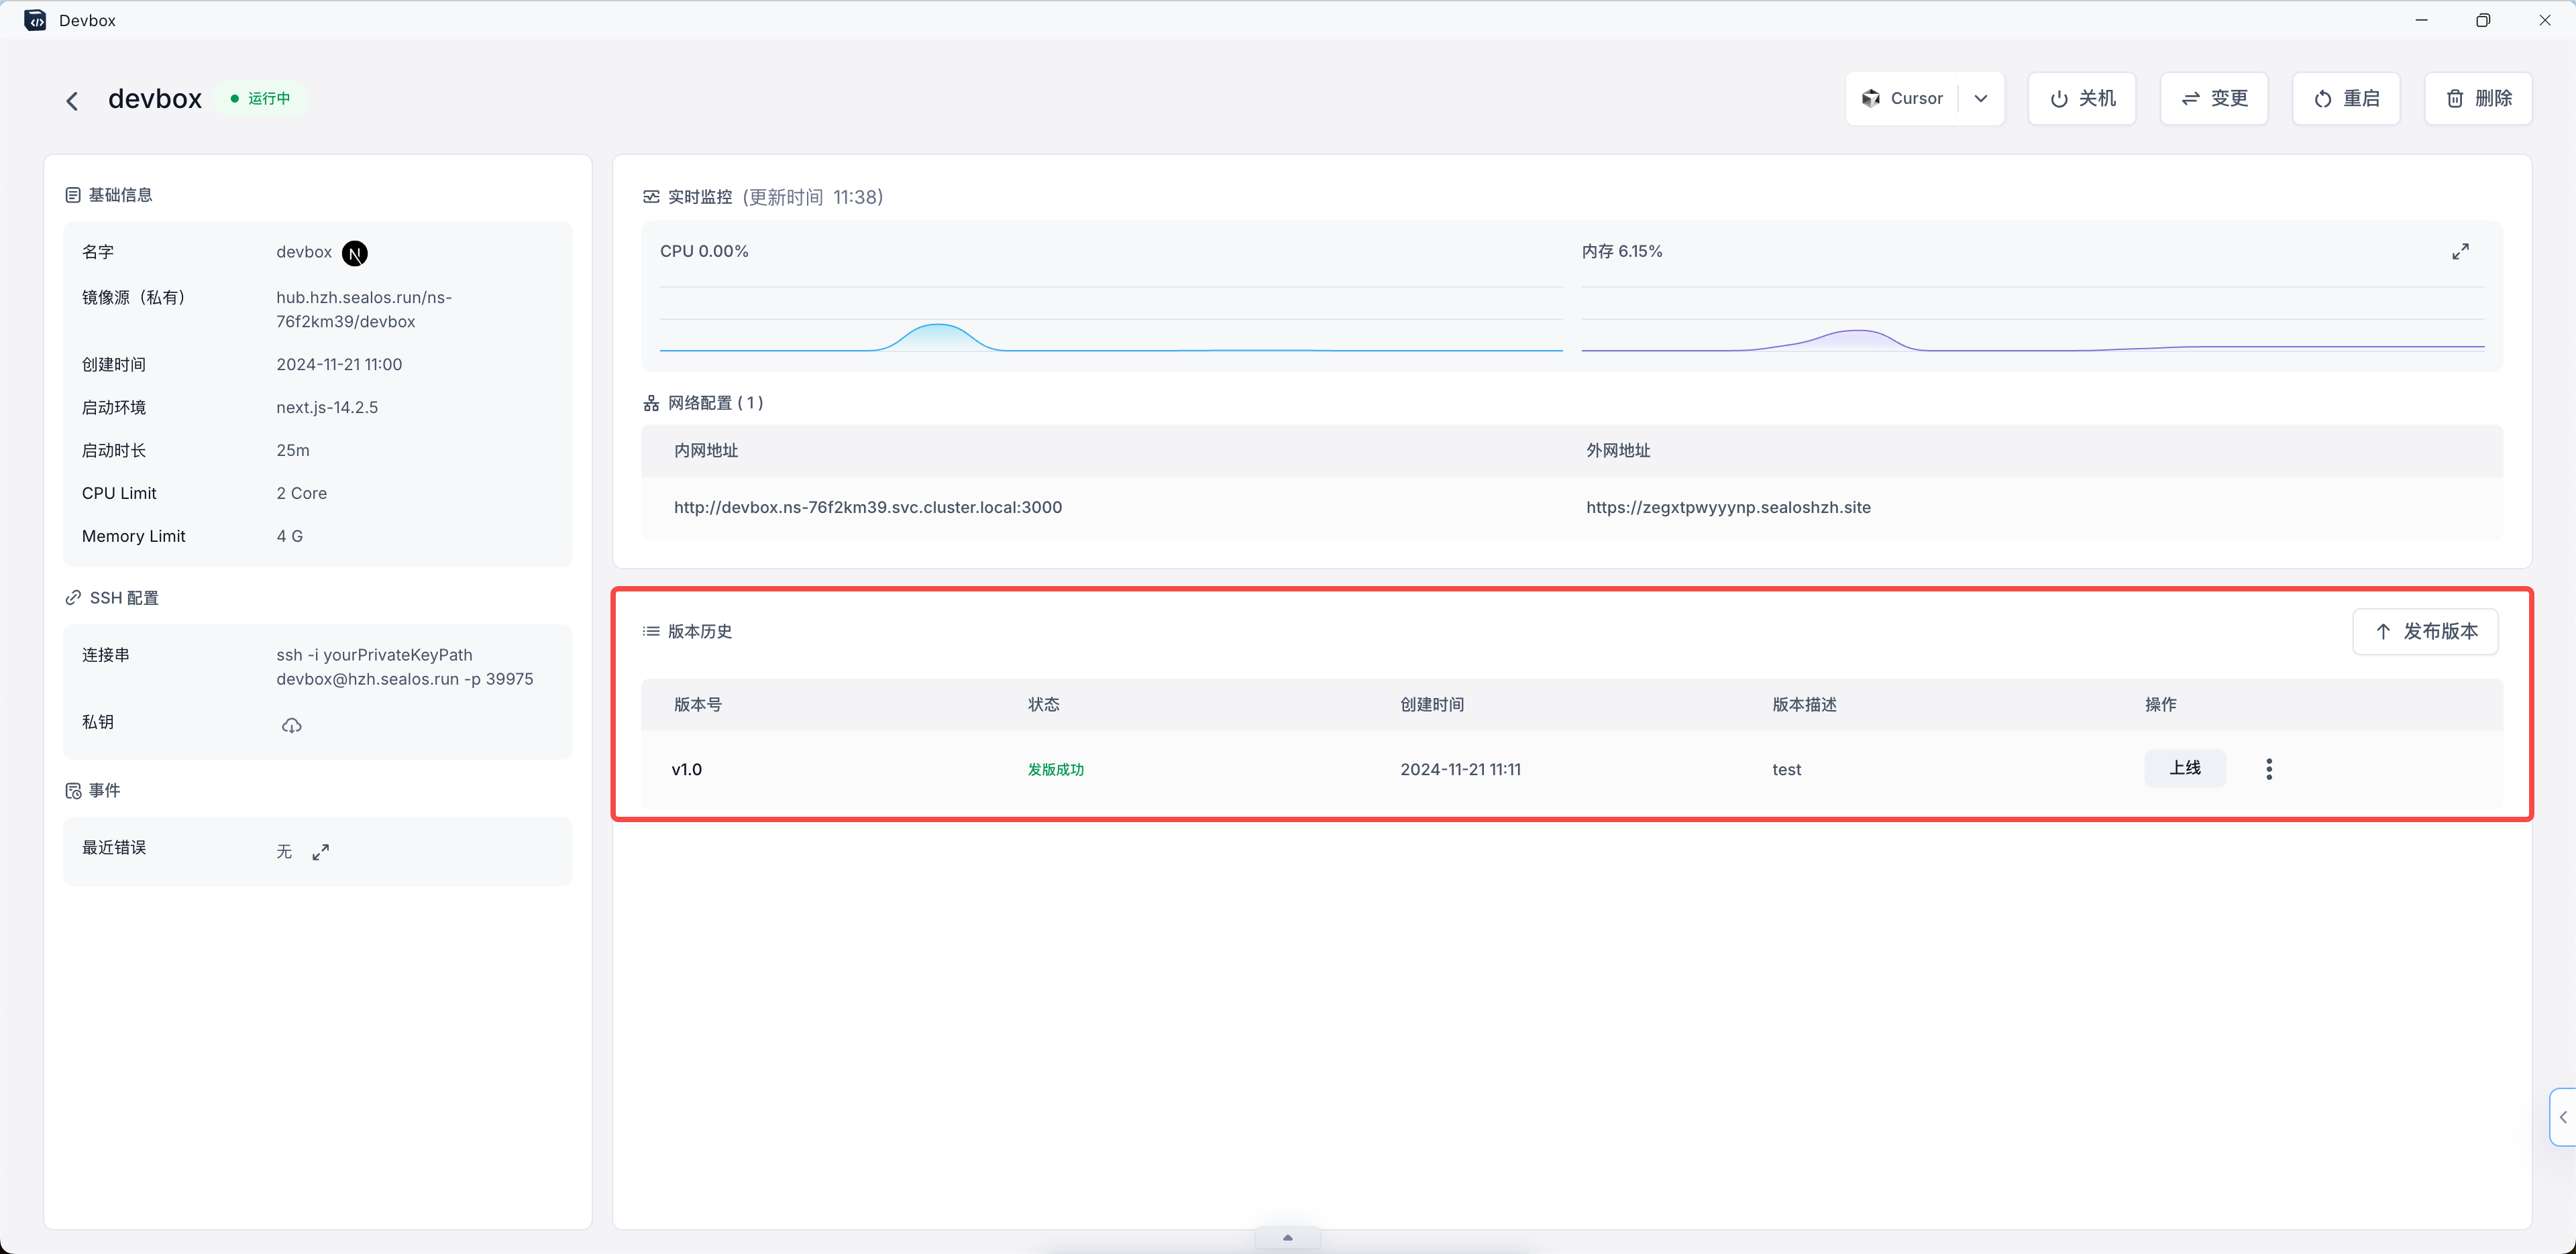 Devbox
devbox
运行中
Cursor
关机
变更
重启
删除
基础信息
名字
devbox
N
镜像源（私有）
hub.hzh.sealos.run/ns-
76f2km39/devbox
创建时间
2024-11-21 11:00
启动环境
next.js-14.2.5
启动时长
25m
CPU Limit
2 Core
Memory Limit
4 G
SSH 配置
连接串
ssh -i yourPrivateKeyPath
devbox@hzh.sealos.run -p 39975
私钥
事件
最近错误
无
实时监控 (更新时间 11:38)
CPU 0.00%
内存 6.15%
网络配置 ( 1 )
内网地址
外网地址
http://devbox.ns-76f2km39.svc.cluster.local:3000
https://zegxtpwyyynp.sealoshzh.site
版本历史
发布版本
版本号
状态
创建时间
版本描述
操作
v1.0
发版成功
2024-11-21 11:11
test
上线